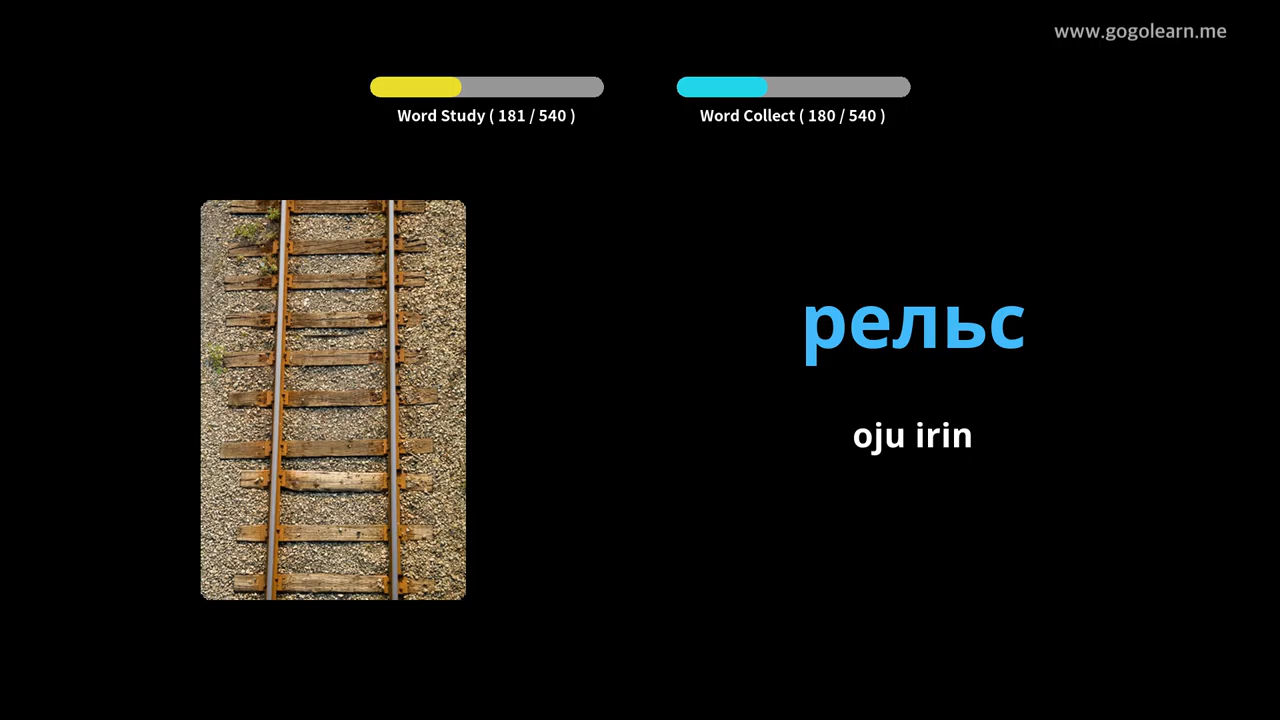 www.gogolearn.me
Word Study ( 181 / 540 )
Word Collect ( 180 / 540 )
рельс
oju irin